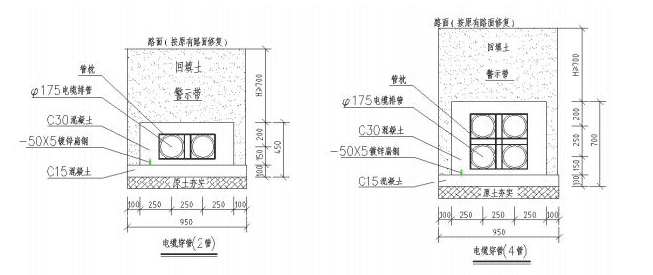 路面(按原有路面修复)
管枕
回填土
警示带
φ175电缆排管
C30混凝土
-50X5镀锌扁钢
C15混凝土
原土夯实
H≥700
200
150
100
450
100 250 250 250 100
950
电缆穿管(2管)
路面(按原有路面修复)
回填土
管枕
警示带
φ175电缆排管
C30混凝土
-50X5镀锌扁钢
C15混凝土
原土夯实
H≥700
200
250
150
100
700
100 250 250 250 100
950
电缆穿管(4管)